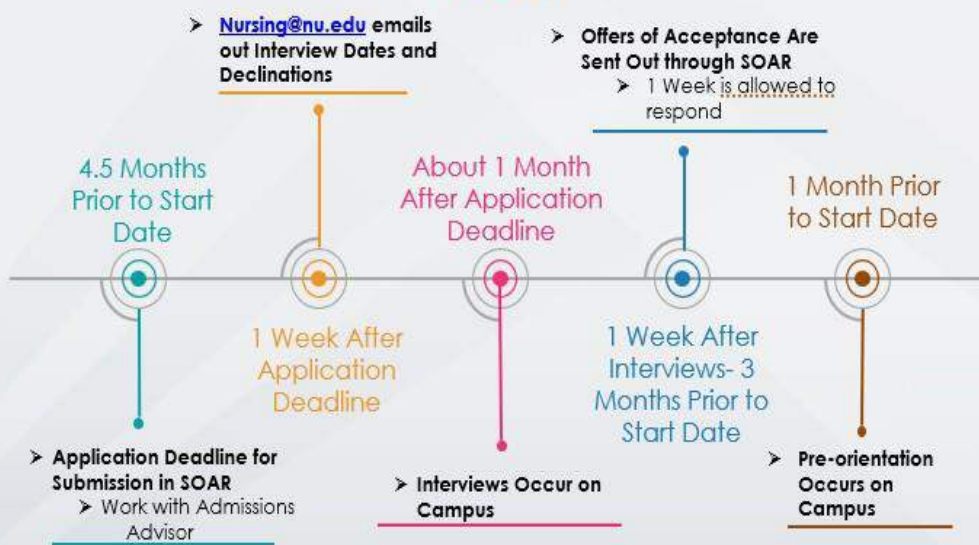 ➤ Nursing@nu.edu emails
out Interview Dates and
Declinations
➤ Offers of Acceptance Are
Sent Out through SOAR
➤ 1 Week is allowed to
respond
4.5 Months
Prior to Start
Date
About 1 Month
After Application
Deadline
1 Month Prior
to Start Date
1 Week After
Application
Deadline
1 Week After
Interviews- 3
Months Prior to
Start Date
➤ Application Deadline for
Submission in SOAR
➤ Work with Admissions
Advisor
➤ Interviews Occur on
Campus
➤ Pre-orientation
Occurs on
Campus